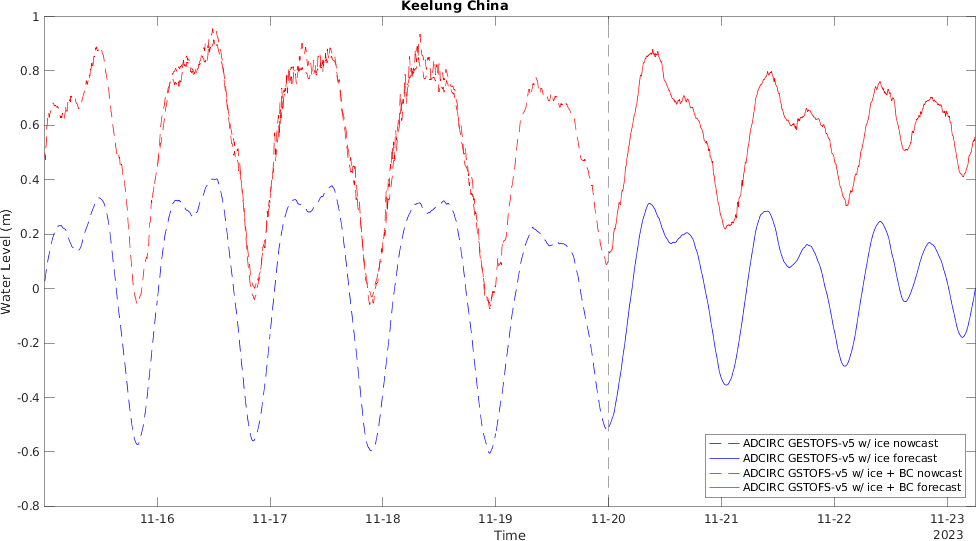 Keelung China
1
0.8
0.6
0.4
0.2
0
-0.2
-0.4
-0.6
-0.8
Water Level (m)
ADCIRC GESTOFS-v5 w/ ice nowcast
ADCIRC GESTOFS-v5 w/ ice forecast
ADCIRC GSTOFS-v5 w/ ice + BC nowcast
ADCIRC GSTOFS-v5 w/ ice + BC forecast
11-16 11-17 11-18 11-19 11-20 11-21 11-22 11-23
Time 2023